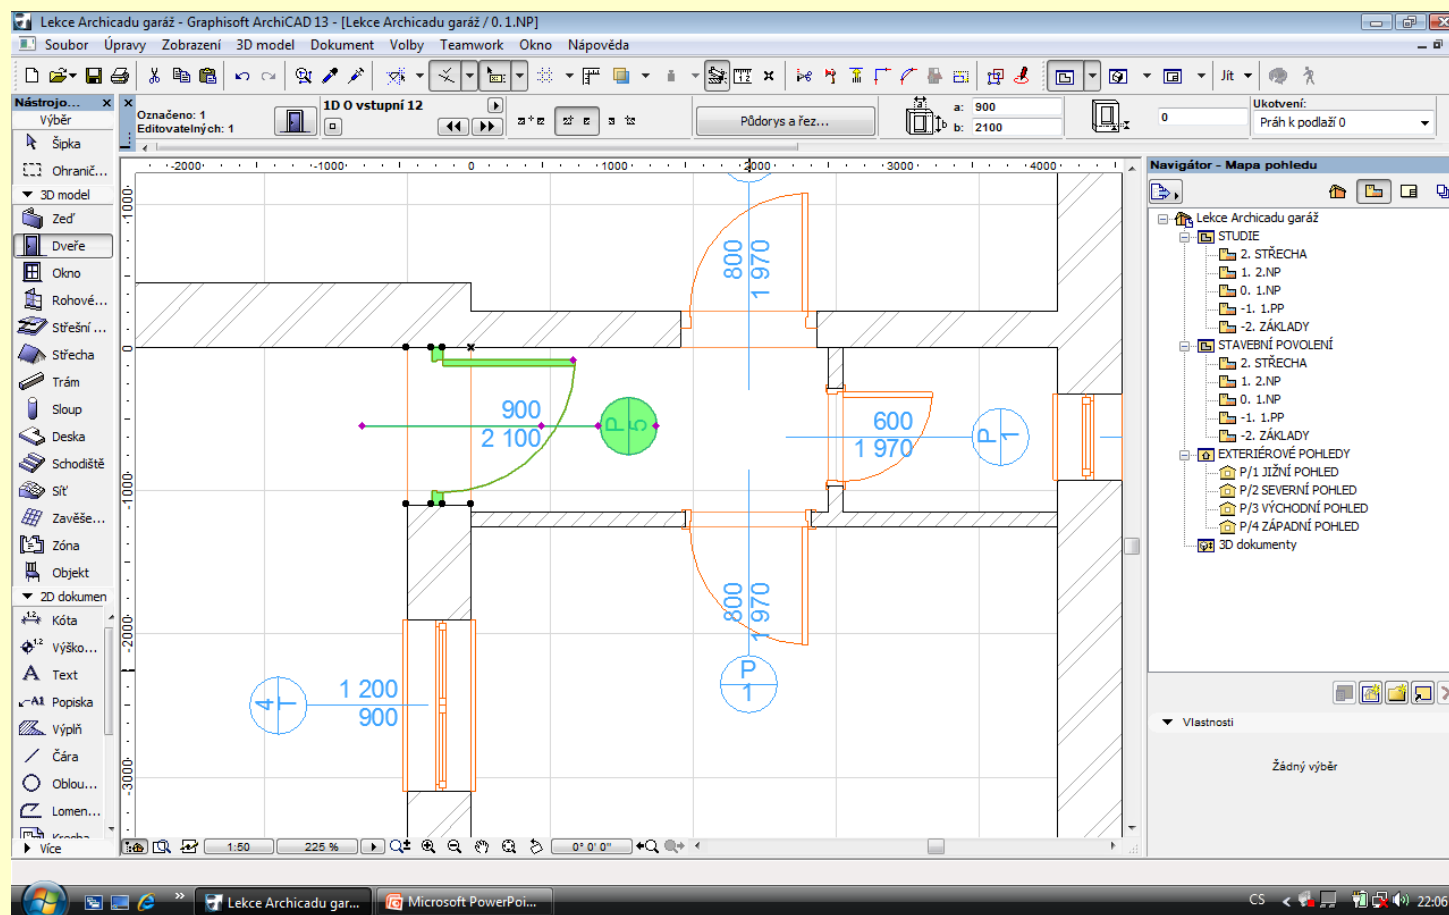 Lekce Archicadu garáž - Graphisoft ArchiCAD 13 - [Lekce Archicadu garáž / 0. 1.NP]
Soubor Úpravy Zobrazení 3D model Dokument Volby Teamwork Okno Nápověda
Jít
Nástrojo...
Výběr
Šipka
Ohranič...
3D model
Zeď
Dveře
Okno
Rohové...
Střešní ...
Střecha
Trám
Sloup
Deska
Schodiště
Síť
Zavěše...
Zóna
Objekt
2D dokumen
Kóta
Výško...
Text
Popiska
Výplň
Čára
Oblou...
Lomen...
Více
Označeno: 1
Editovatelných: 1
1D O vstupní 12
Půdorys a řez...
a: 900
b: 2100
0
Ukotvení:
Práh k podlaží 0
-2000 -1000 0 1000 2000 3000 4000
1000
0
-1000
-2000
-3000
800
1 970
900
2 100
P
5
600
1 970
P
1
800
1 970
P
1
1 200
900
4
T
1:50
225 %
0° 0' 0"
Navigátor - Mapa pohledu
Lekce Archicadu garáž
STUDIE
2. STŘECHA
1. 2.NP
0. 1.NP
-1. 1.PP
-2. ZÁKLADY
STAVEBNÍ POVOLENÍ
2. STŘECHA
1. 2.NP
0. 1.NP
-1. 1.PP
-2. ZÁKLADY
EXTERIÉROVÉ POHLEDY
P/1 JIŽNÍ POHLED
P/2 SEVERNÍ POHLED
P/3 VÝCHODNÍ POHLED
P/4 ZÁPADNÍ POHLED
3D dokumenty
Vlastnosti
Žádný výběr
Lekce Archicadu gar...
Microsoft PowerPoi...
CS
22:06